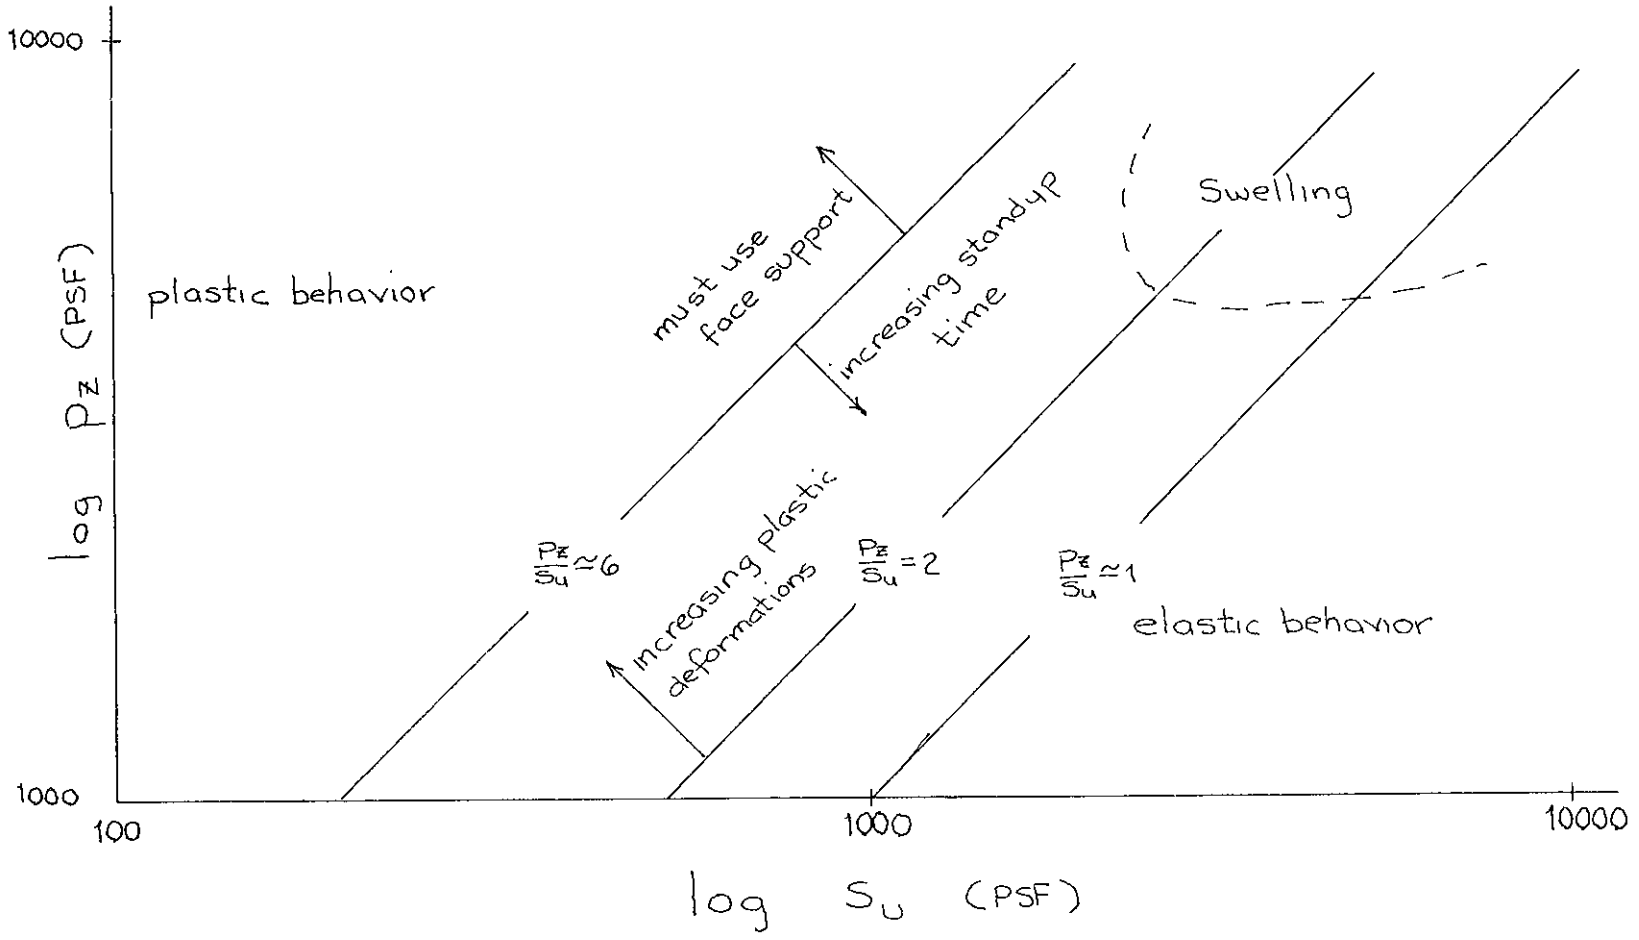 10000
Swelling
must use
face support
increasing standup
time
plastic behavior
log Pz (PSF)
increasing plastic
deformations
Pz
Su ≃6
Pz
Su =2
Pz
Su ≃1
elastic behavior
1000
100
1000
10000
log Su (PSF)